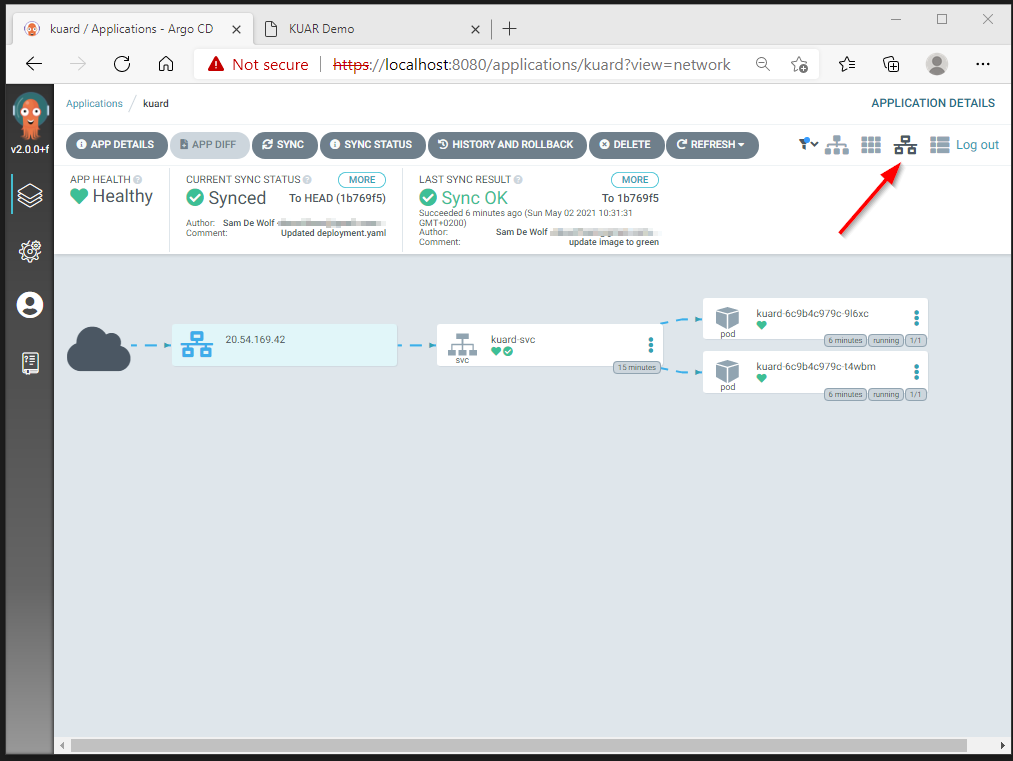 kuard / Applications - Argo CD
KUAR Demo
Not secure
https://localhost:8080/applications/kuard?view=network
v2.0.0+f
Applications / kuard
APPLICATION DETAILS
APP DETAILS
APP DIFF
SYNC
SYNC STATUS
HISTORY AND ROLLBACK
DELETE
REFRESH
Log out
APP HEALTH
Healthy
CURRENT SYNC STATUS
MORE
Synced
To HEAD (1b769f5)
Author: Sam De Wolf
Comment: Updated deployment.yaml
LAST SYNC RESULT
MORE
Sync OK
To 1b769f5
Succeeded 6 minutes ago (Sun May 02 2021 10:31:31
GMT+0200)
Author: Sam De Wolf
Comment: update image to green
20.54.169.42
svc
kuard-svc
15 minutes
pod
kuard-6c9b4c979c-9l6xc
6 minutes
running
1/1
pod
kuard-6c9b4c979c-t4wbm
6 minutes
running
1/1